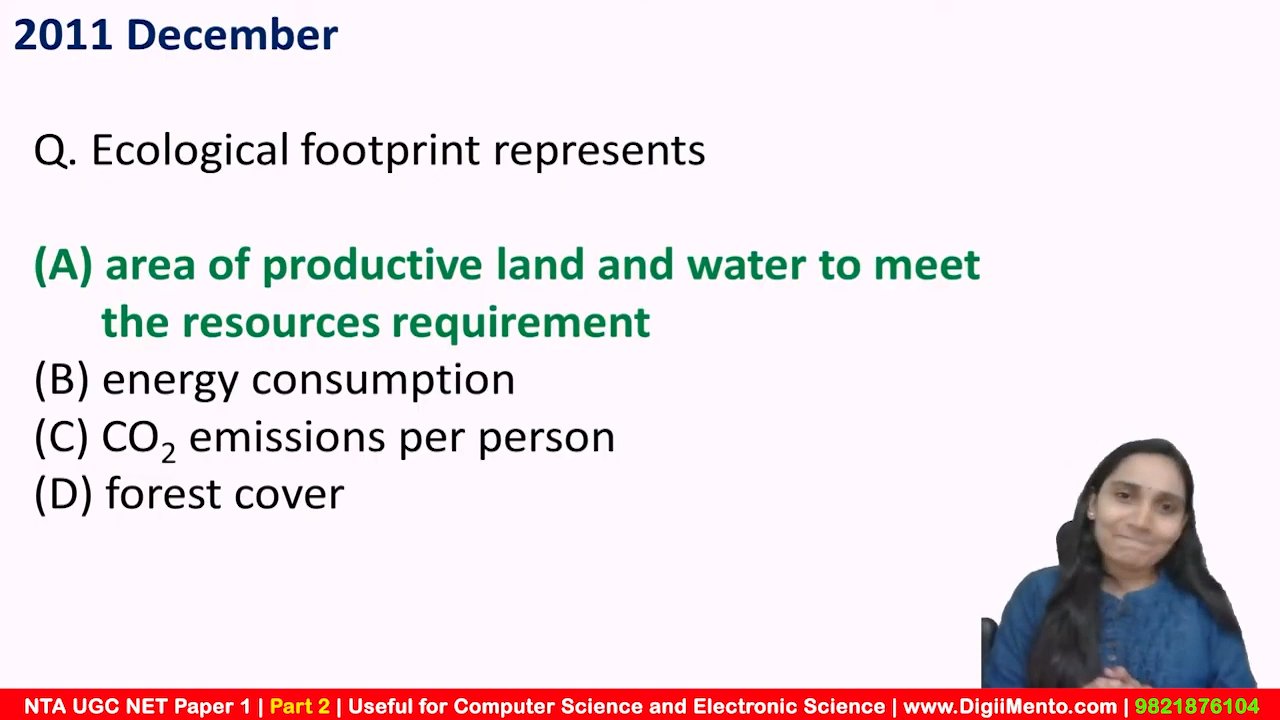 2011 December
Q. Ecological footprint represents
(A) area of productive land and water to meet
the resources requirement
(B) energy consumption
(C) CO₂ emissions per person
(D) forest cover
NTA UGC NET Paper 1 | Part 2 | Useful for Computer Science and Electronic Science | www.DigiiMento.com | 9821876104